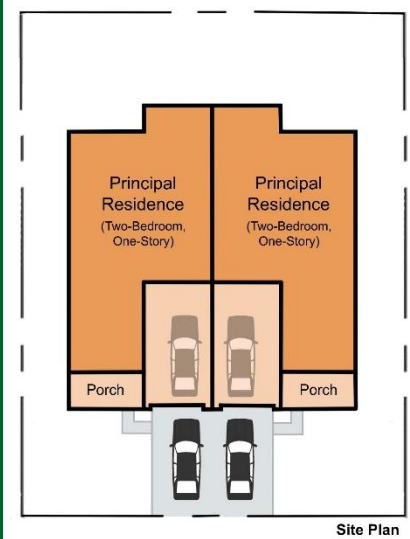 Principal
Residence
(Two-Bedroom,
One-Story)
Principal
Residence
(Two-Bedroom,
One-Story)
Porch
Porch
Site Plan